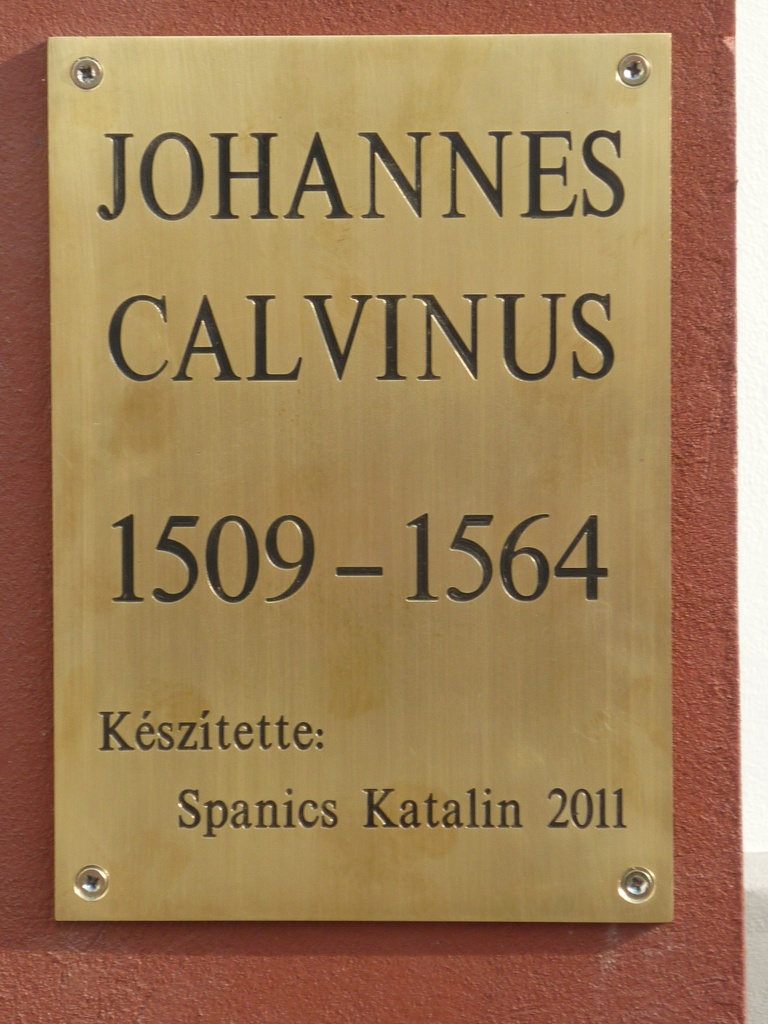 JOHANNES
CALVINUS
1509 – 1564
Készítette:
Spanics Katalin 2011